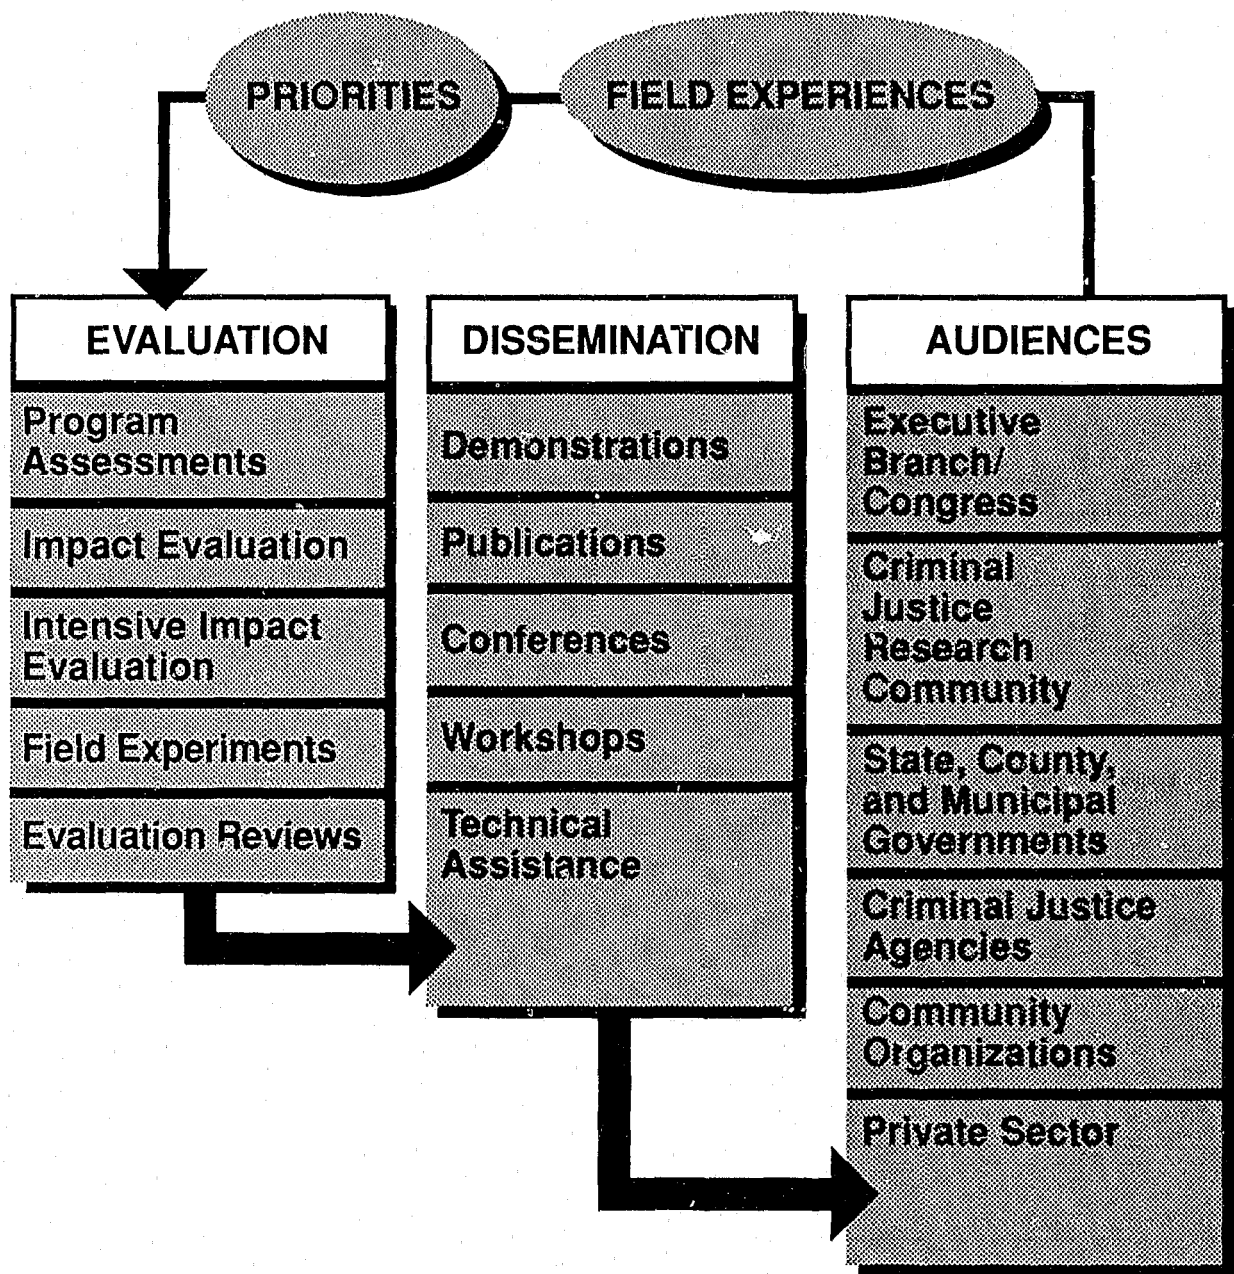 PRIORITIES
FIELD EXPERIENCES
EVALUATION
Program
Assessments
Impact Evaluation
Intensive Impact
Evaluation
Field Experiments
Evaluation Reviews
DISSEMINATION
Demonstrations
Publications
Conferences
Workshops
Technical
Assistance
AUDIENCES
Executive
Branch/
Congress
Criminal
Justice
Research
Community
State, County,
and Municipal
Governments
Criminal Justice
Agencies
Community
Organizations
Private Sector